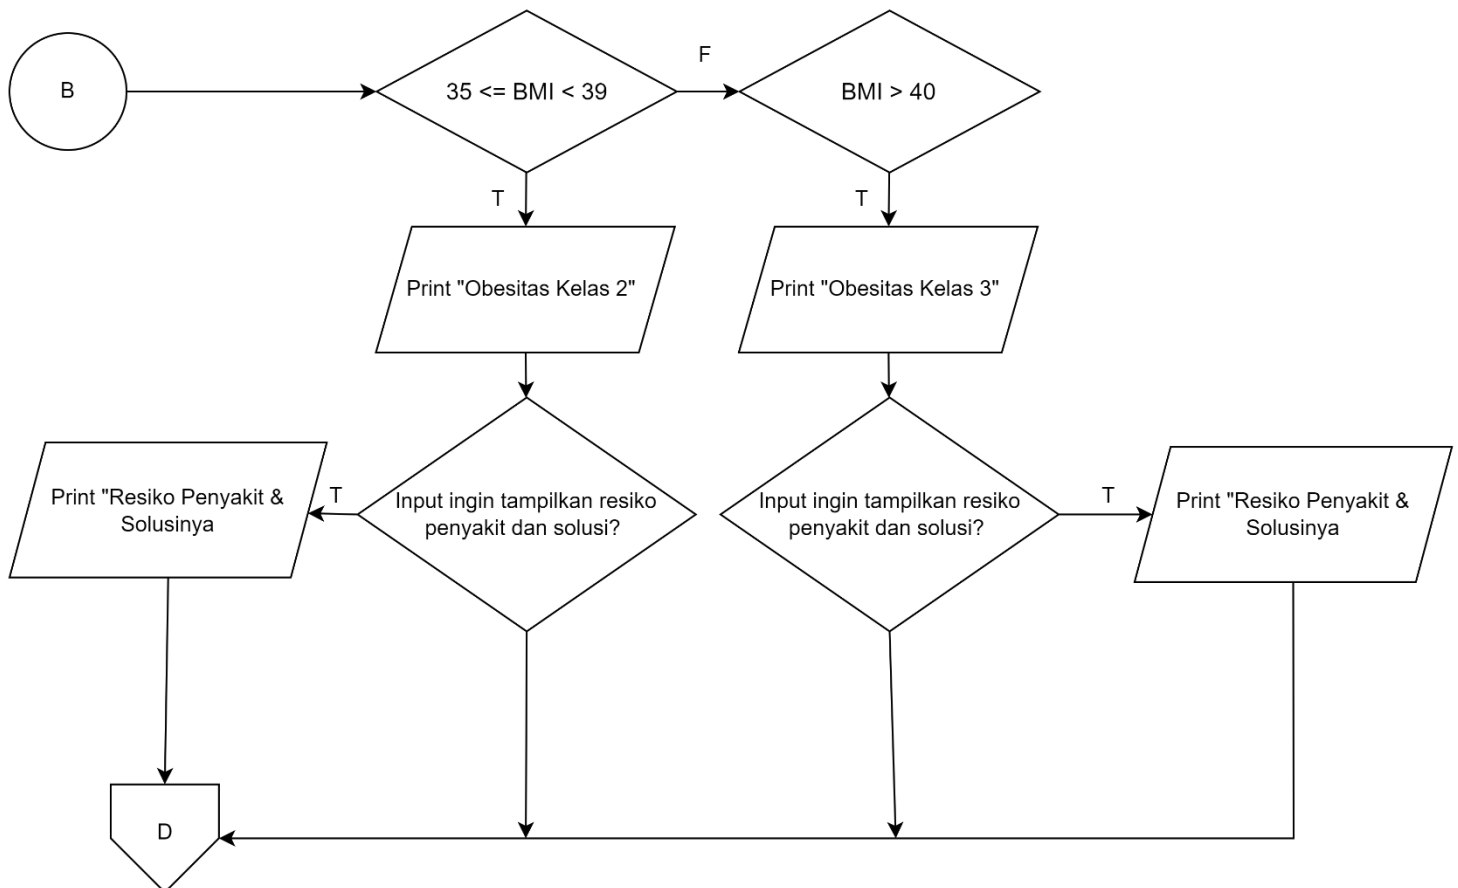 B
35 <= BMI < 39
F
BMI > 40
T
T
Print "Obesitas Kelas 2"
Print "Obesitas Kelas 3"
Print "Resiko Penyakit &
Solusinya
T
Input ingin tampilkan resiko
penyakit dan solusi?
Input ingin tampilkan resiko
penyakit dan solusi?
T
Print "Resiko Penyakit &
Solusinya
D